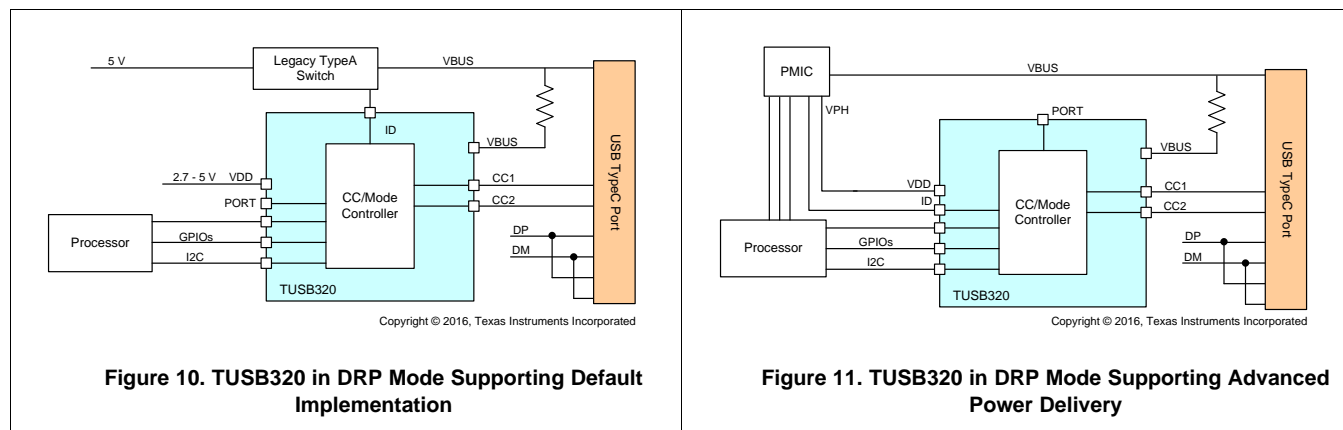 5 V
Legacy TypeA
Switch
VBUS
ID
VBUS
2.7 - 5 V VDD
CC1
PORT
CC/Mode
Controller
CC2
Processor
GPIOs
DP
I2C
DM
TUSB320
USB TypeC Port
Copyright © 2016, Texas Instruments Incorporated
Figure 10. TUSB320 in DRP Mode Supporting Default
Implementation
PMIC
VBUS
VPH
PORT
VBUS
VDD
CC1
ID
CC/Mode
Controller
CC2
Processor
GPIOs
DP
I2C
DM
TUSB320
USB TypeC Port
Copyright © 2016, Texas Instruments Incorporated
Figure 11. TUSB320 in DRP Mode Supporting Advanced
Power Delivery